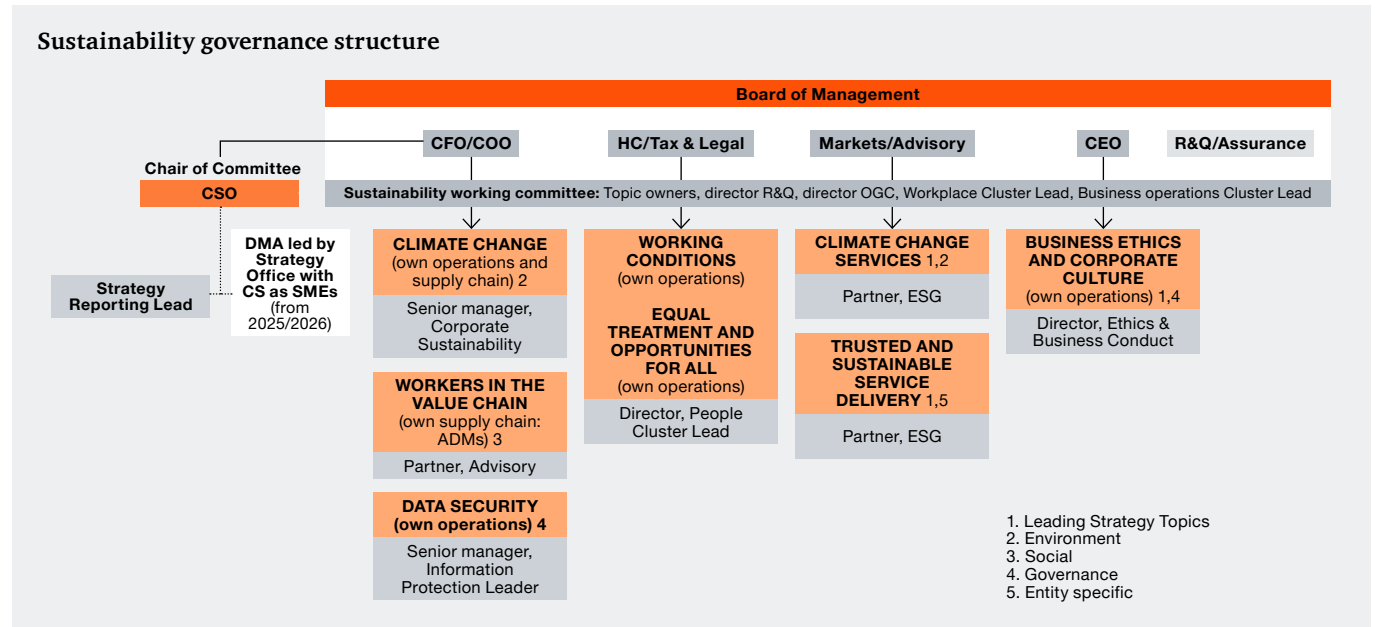 Sustainability governance structure
Board of Management
CFO/COO
HC/Tax & Legal
Markets/Advisory
CEO
R&Q/Assurance
Chair of Committee
CSO
Sustainability working committee: Topic owners, director R&Q, director OGC, Workplace Cluster Lead, Business operations Cluster Lead
DMA led by
Strategy
Office with
CS as SMEs
(from
2025/2026)
Strategy
Reporting Lead
CLIMATE CHANGE
(own operations and
supply chain) 2
Senior manager,
Corporate
Sustainability
WORKERS IN THE
VALUE CHAIN
(own supply chain:
ADMs) 3
Partner, Advisory
DATA SECURITY
(own operations) 4
Senior manager,
Information
Protection Leader
WORKING
CONDITIONS
(own operations)
EQUAL
TREATMENT AND
OPPORTUNITIES
FOR ALL
(own operations)
Director, People
Cluster Lead
CLIMATE CHANGE
SERVICES 1,2
Partner, ESG
TRUSTED AND
SUSTAINABLE
SERVICE
DELIVERY 1,5
Partner, ESG
BUSINESS ETHICS
AND CORPORATE
CULTURE
(own operations) 1,4
Director, Ethics &
Business Conduct
1. Leading Strategy Topics
2. Environment
3. Social
4. Governance
5. Entity specific